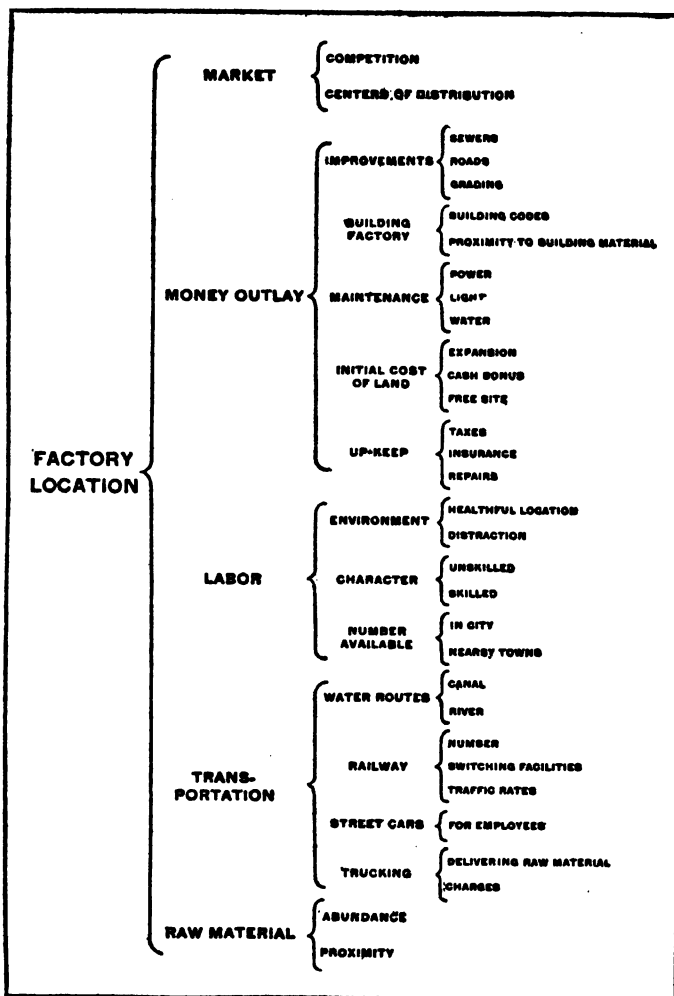 FACTORY
LOCATION
MARKET
COMPETITION
CENTERS OF DISTRIBUTION
MONEY OUTLAY
IMPROVEMENTS
SEWERS
ROADS
GRADING
BUILDING
FACTORY
BUILDING CODES
PROXIMITY TO BUILDING MATERIAL
MAINTENANCE
POWER
LIGHT
WATER
INITIAL COST
OF LAND
EXPANSION
CASH BONUS
FREE SITE
UP-KEEP
TAXES
INSURANCE
REPAIRS
LABOR
ENVIRONMENT
HEALTHFUL LOCATION
DISTRACTION
CHARACTER
UNSKILLED
SKILLED
NUMBER
AVAILABLE
IN CITY
NEARBY TOWNS
TRANS-
PORTATION
WATER ROUTES
CANAL
RIVER
RAILWAY
NUMBER
SWITCHING FACILITIES
TRAFFIC RATES
STREET CARS
FOR EMPLOYEES
TRUCKING
DELIVERING RAW MATERIAL
CHARGES
RAW MATERIAL
ABUNDANCE
PROXIMITY